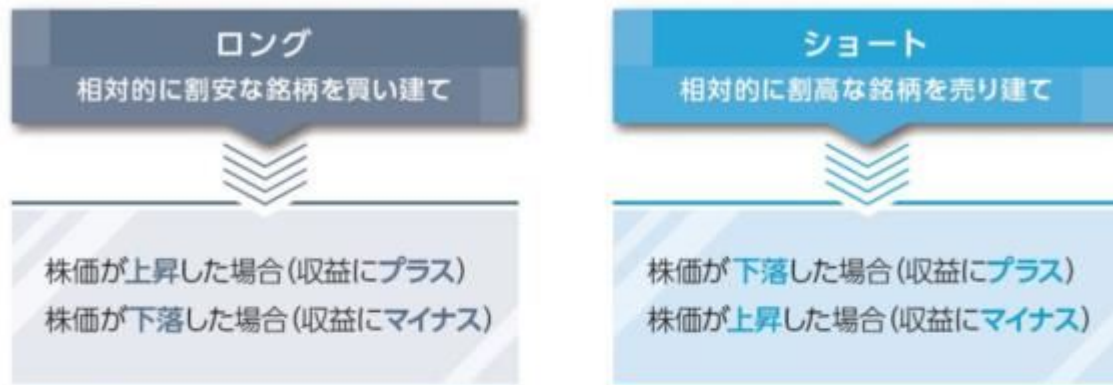 ロング
相対的に割安な銘柄を買い建て
株価が上昇した場合(収益にプラス)
株価が下落した場合(収益にマイナス)
ショート
相対的に割高な銘柄を売り建て
株価が下落した場合(収益にプラス)
株価が上昇した場合(収益にマイナス)